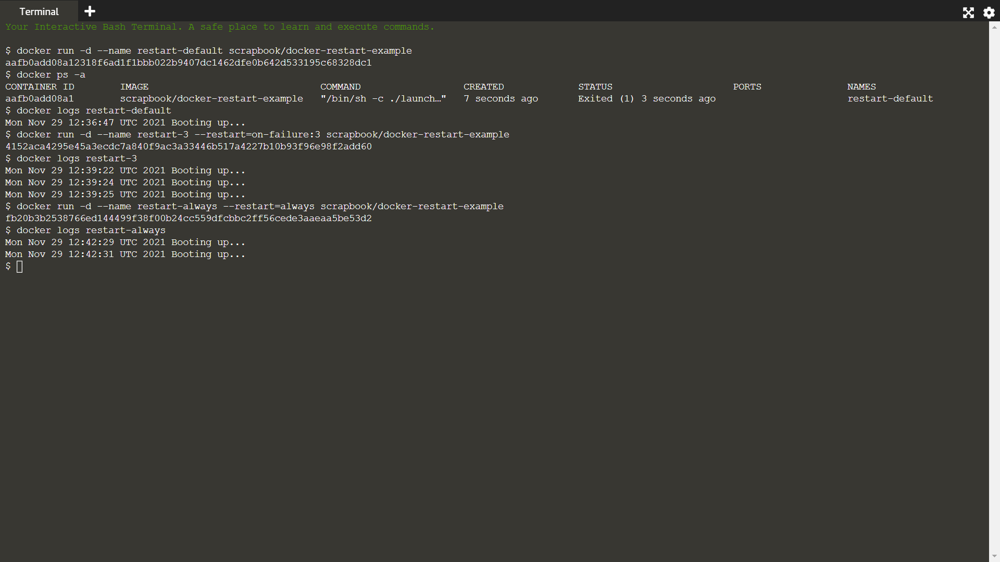 Terminal
Your Interactive Bash Terminal. A safe place to learn and execute commands.
$ docker run -d --name restart-default scrapbook/docker-restart-example
aafb0add08a12318f6ad1f1bbb022b9407dc1462dfe0b642d533195c68328dc1
$ docker ps -a
CONTAINER ID IMAGE COMMAND CREATED STATUS PORTS NAMES
aafb0add08a1 scrapbook/docker-restart-example "/bin/sh -c ./launch…" 7 seconds ago Exited (1) 3 seconds ago restart-default
$ docker logs restart-default
Mon Nov 29 12:36:47 UTC 2021 Booting up...
$ docker run -d --name restart-3 --restart=on-failure:3 scrapbook/docker-restart-example
4152aca4295e45a3ecdc7a840f9ac3a33446b517a4227b10b93f96e98f2add60
$ docker logs restart-3
Mon Nov 29 12:39:22 UTC 2021 Booting up...
Mon Nov 29 12:39:24 UTC 2021 Booting up...
Mon Nov 29 12:39:25 UTC 2021 Booting up...
$ docker run -d --name restart-always --restart=always scrapbook/docker-restart-example
fb20b3b2538766ed144499f38f00b24cc559dfcbbc2ff56cede3aaeaa5be53d2
$ docker logs restart-always
Mon Nov 29 12:42:29 UTC 2021 Booting up...
Mon Nov 29 12:42:31 UTC 2021 Booting up...
$